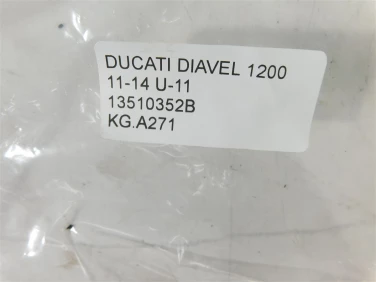 DUCATI DIAVEL 1200
11-14 U-11
13510352B
KG.A271